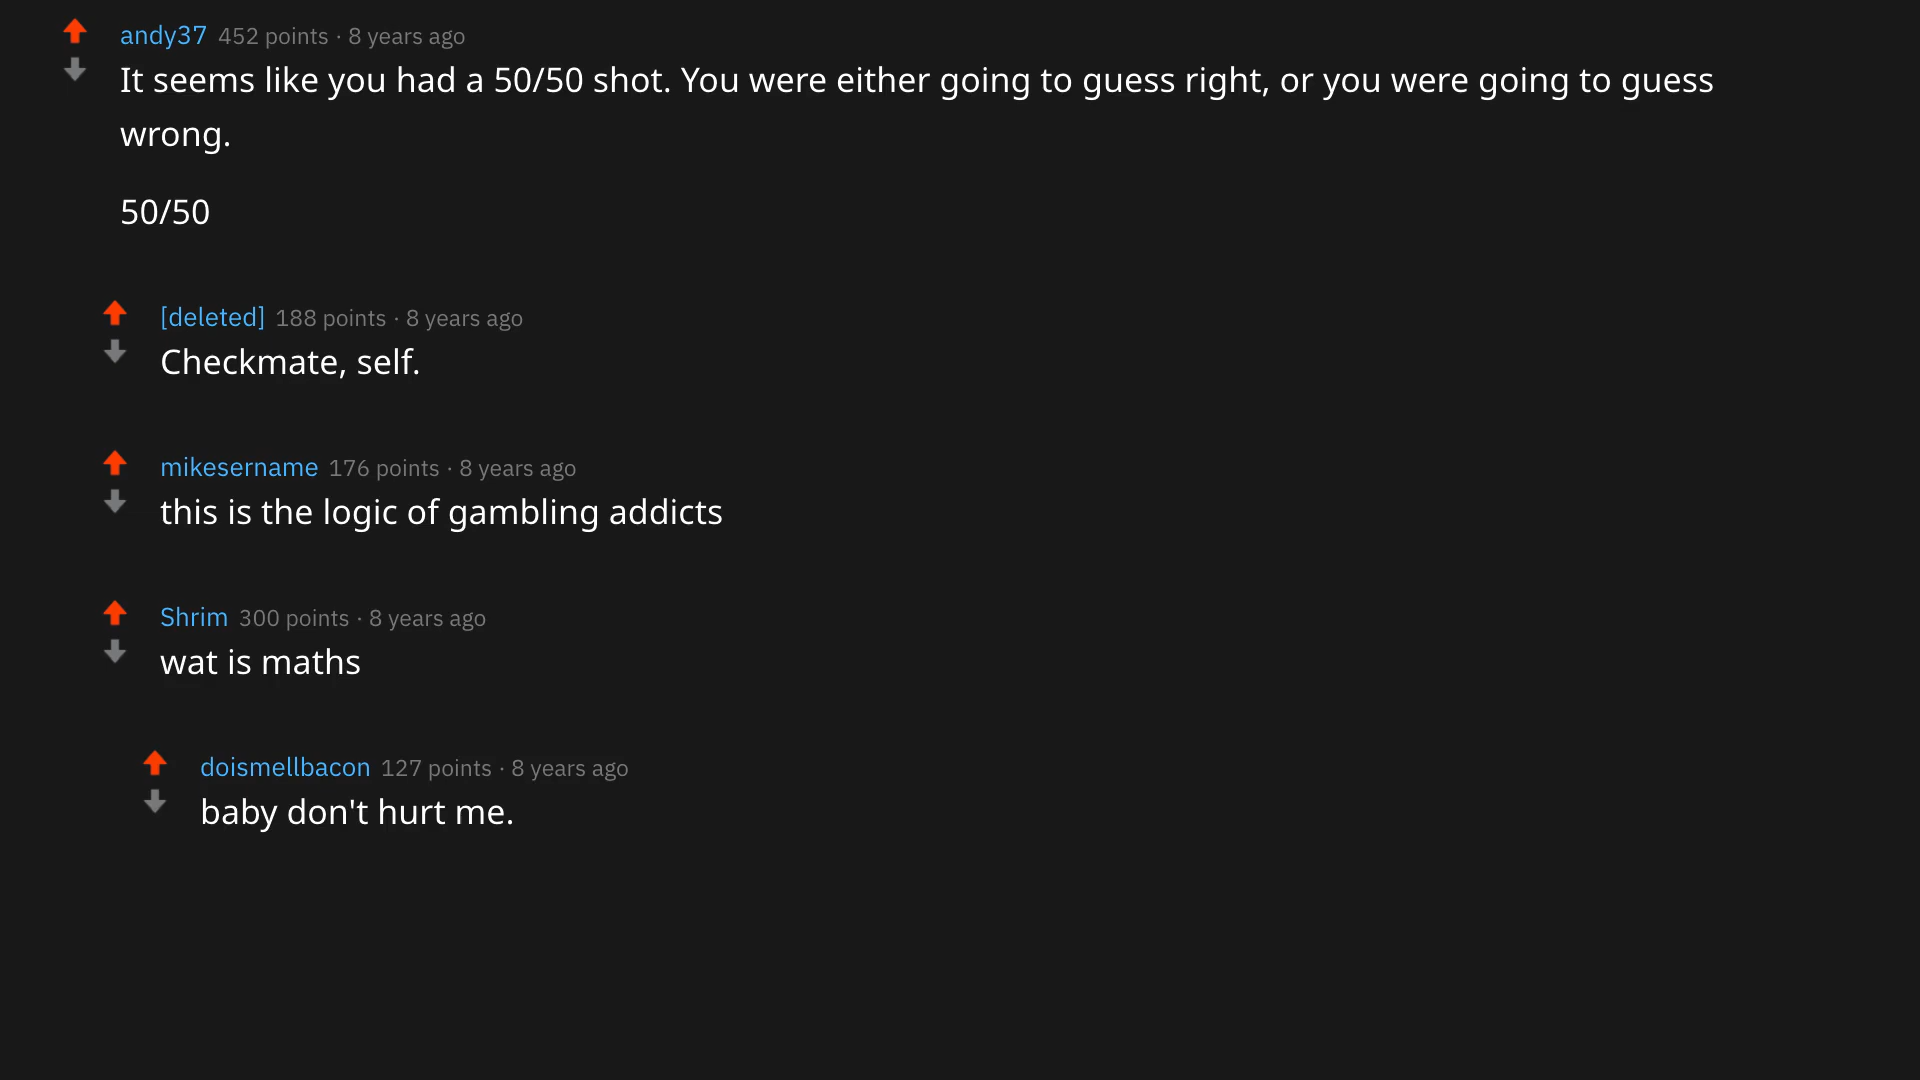 andy37 452 points · 8 years ago
It seems like you had a 50/50 shot. You were either going to guess right, or you were going to guess
wrong.
50/50
[deleted] 188 points · 8 years ago
Checkmate, self.
mikesername 176 points · 8 years ago
this is the logic of gambling addicts
Shrim 300 points · 8 years ago
wat is maths
doismellbacon 127 points · 8 years ago
baby don't hurt me.